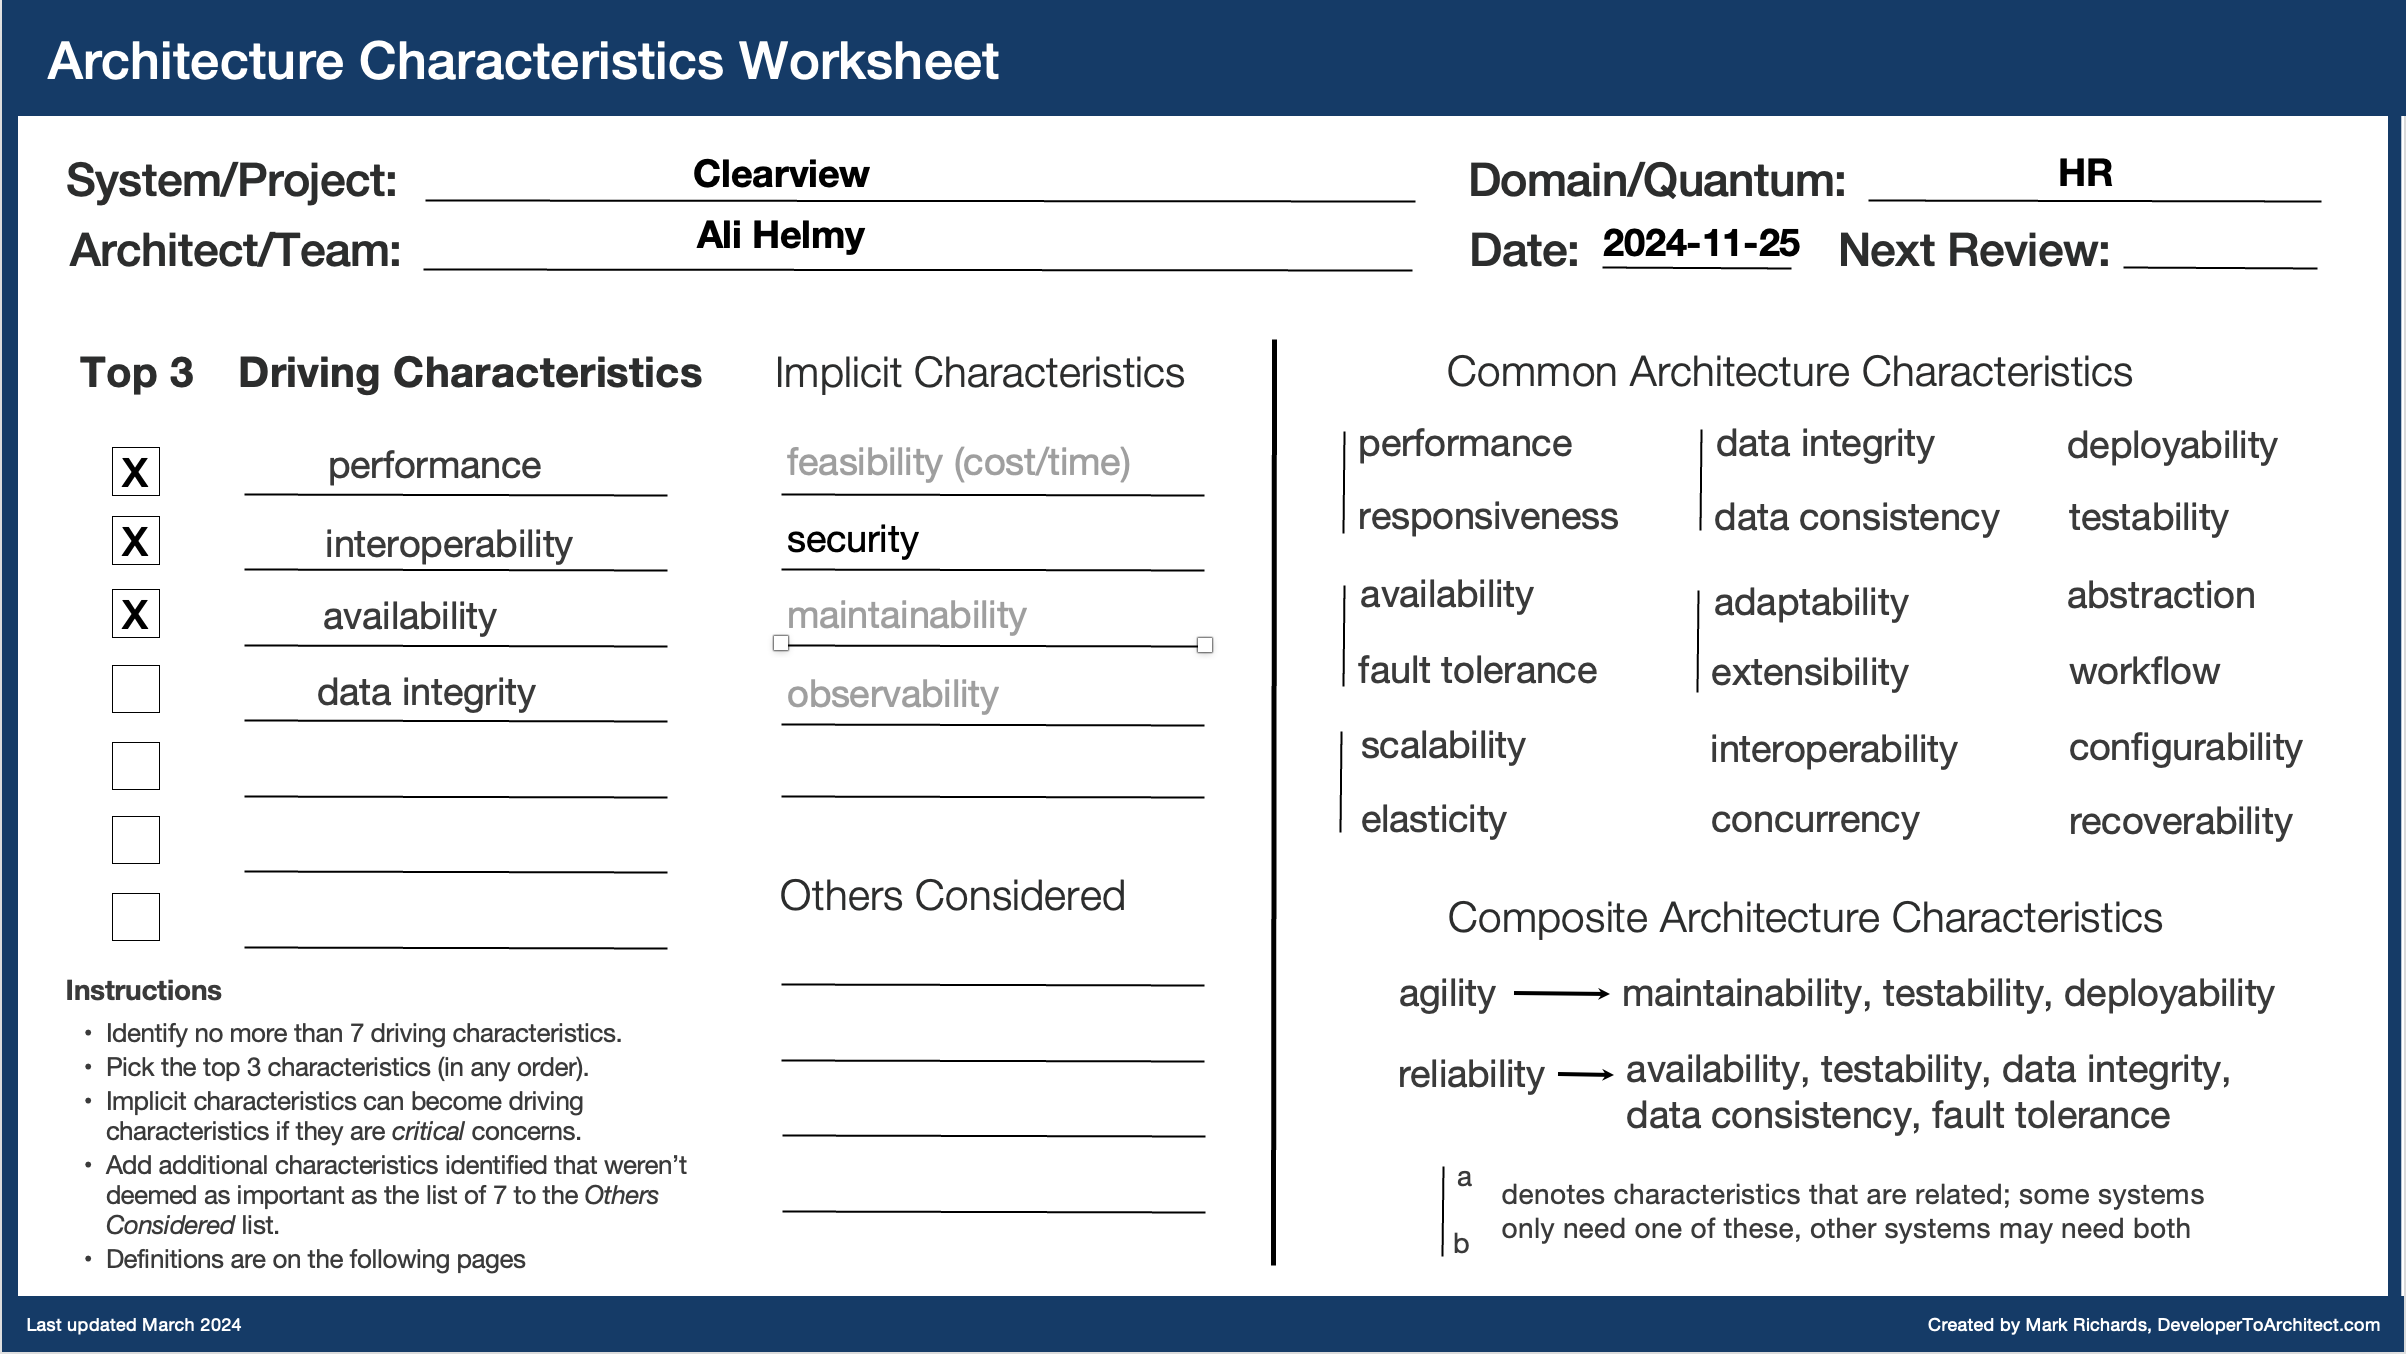 Architecture Characteristics Worksheet
System/Project: Clearview
Domain/Quantum: HR
Architect/Team: Ali Helmy
Date: 2024-11-25 Next Review:
Top 3 Driving Characteristics
X performance
X interoperability
X availability
data integrity
Implicit Characteristics
feasibility (cost/time)
security
maintainability
observability
Others Considered
Instructions
• Identify no more than 7 driving characteristics.
• Pick the top 3 characteristics (in any order).
• Implicit characteristics can become driving
characteristics if they are critical concerns.
• Add additional characteristics identified that weren’t
deemed as important as the list of 7 to the Others
Considered list.
• Definitions are on the following pages
Common Architecture Characteristics
performance data integrity deployability
responsiveness data consistency testability
availability adaptability abstraction
fault tolerance extensibility workflow
scalability interoperability configurability
elasticity concurrency recoverability
Composite Architecture Characteristics
agility → maintainability, testability, deployability
reliability → availability, testability, data integrity,
data consistency, fault tolerance
a
denotes characteristics that are related; some systems
only need one of these, other systems may need both
b
Last updated March 2024
Created by Mark Richards, DeveloperToArchitect.com